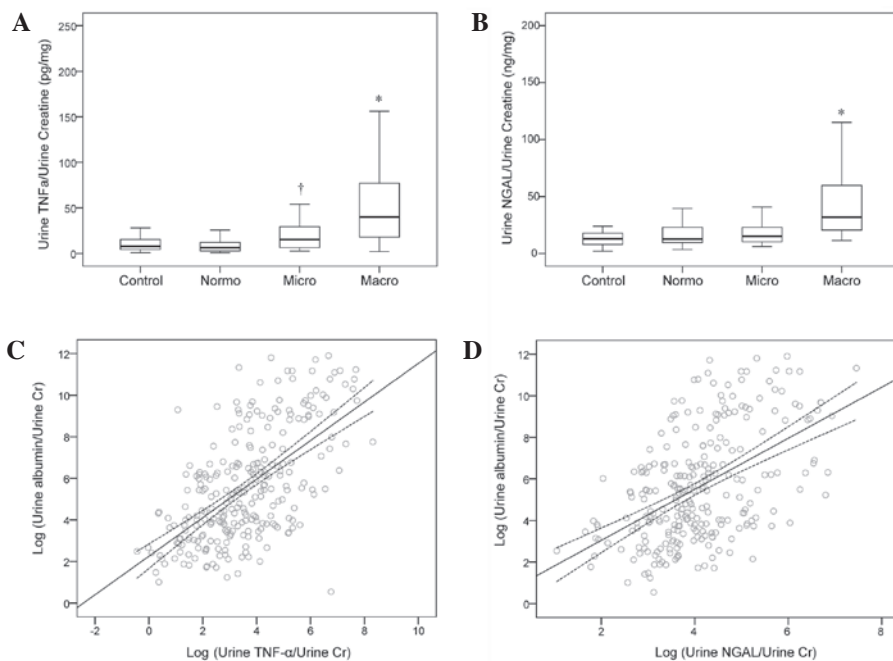 A
Urine TNFa/Urine Creatine (pg/mg)
250
200
150
100
50
0
†
*
Control Normo Micro Macro
B
Urine NGAL/Urine Creatine (ng/mg)
200
150
100
50
0
*
Control Normo Micro Macro
C
Log (Urine albumin/Urine Cr)
12
10
8
6
4
2
0
-2 0 2 4 6 8 10
Log (Urine TNF-α/Urine Cr)
D
Log (Urine albumin/Urine Cr)
12
10
8
6
4
2
0
2 4 6 8
Log (Urine NGAL/Urine Cr)